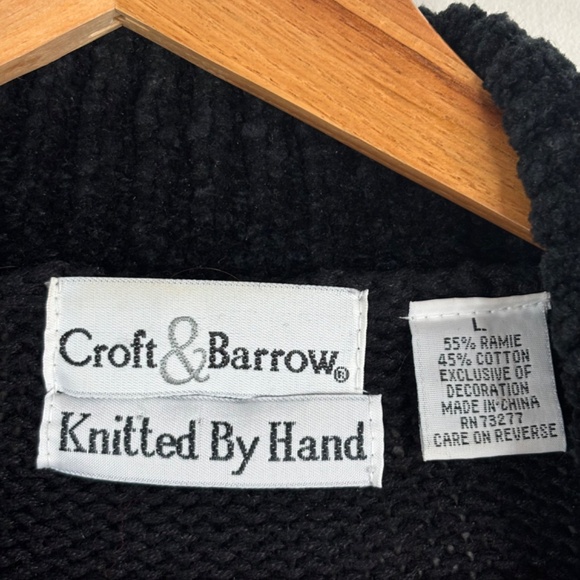 Croft & Barrow®
Knitted By Hand
L
55% RAMIE
45% COTTON
EXCLUSIVE OF
DECORATION
MADE IN CHINA
RN73277
CARE ON REVERSE